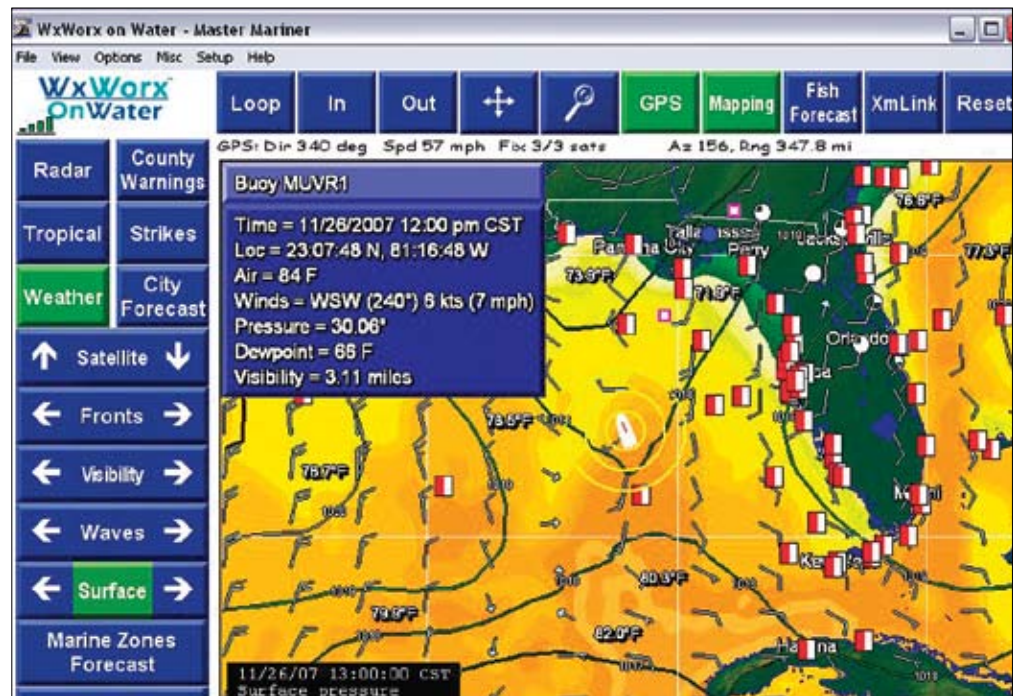 WxWorx on Water - Master Mariner
File View Options Misc Setup Help
WxWorx
OnWater
Loop In Out GPS Mapping Fish Forecast XmLink Reset
GPS: Dir 340 deg Spd 57 mph Fix 3/3 sats Az 156, Rng 347.8 mi
Radar County Warnings
Tropical Strikes
Weather City Forecast
Satellite
Fronts
Visibility
Waves
Surface
Marine Zones
Forecast
Buoy MUVR1
Time = 11/26/2007 12:00 pm CST
Loc = 23:07:48 N, 81:16:48 W
Air = 84 F
Winds = WSW (240°) 6 kts (7 mph)
Pressure = 30.06"
Dewpoint = 66 F
Visibility = 3.11 miles
76.6°F
Perry
77.3°F
73.9°F
71.9°F
73.5°F
76.7°F
80.3°F
79.9°F
82.0°F
11/26/07 13:00:00 CST
Surface pressure